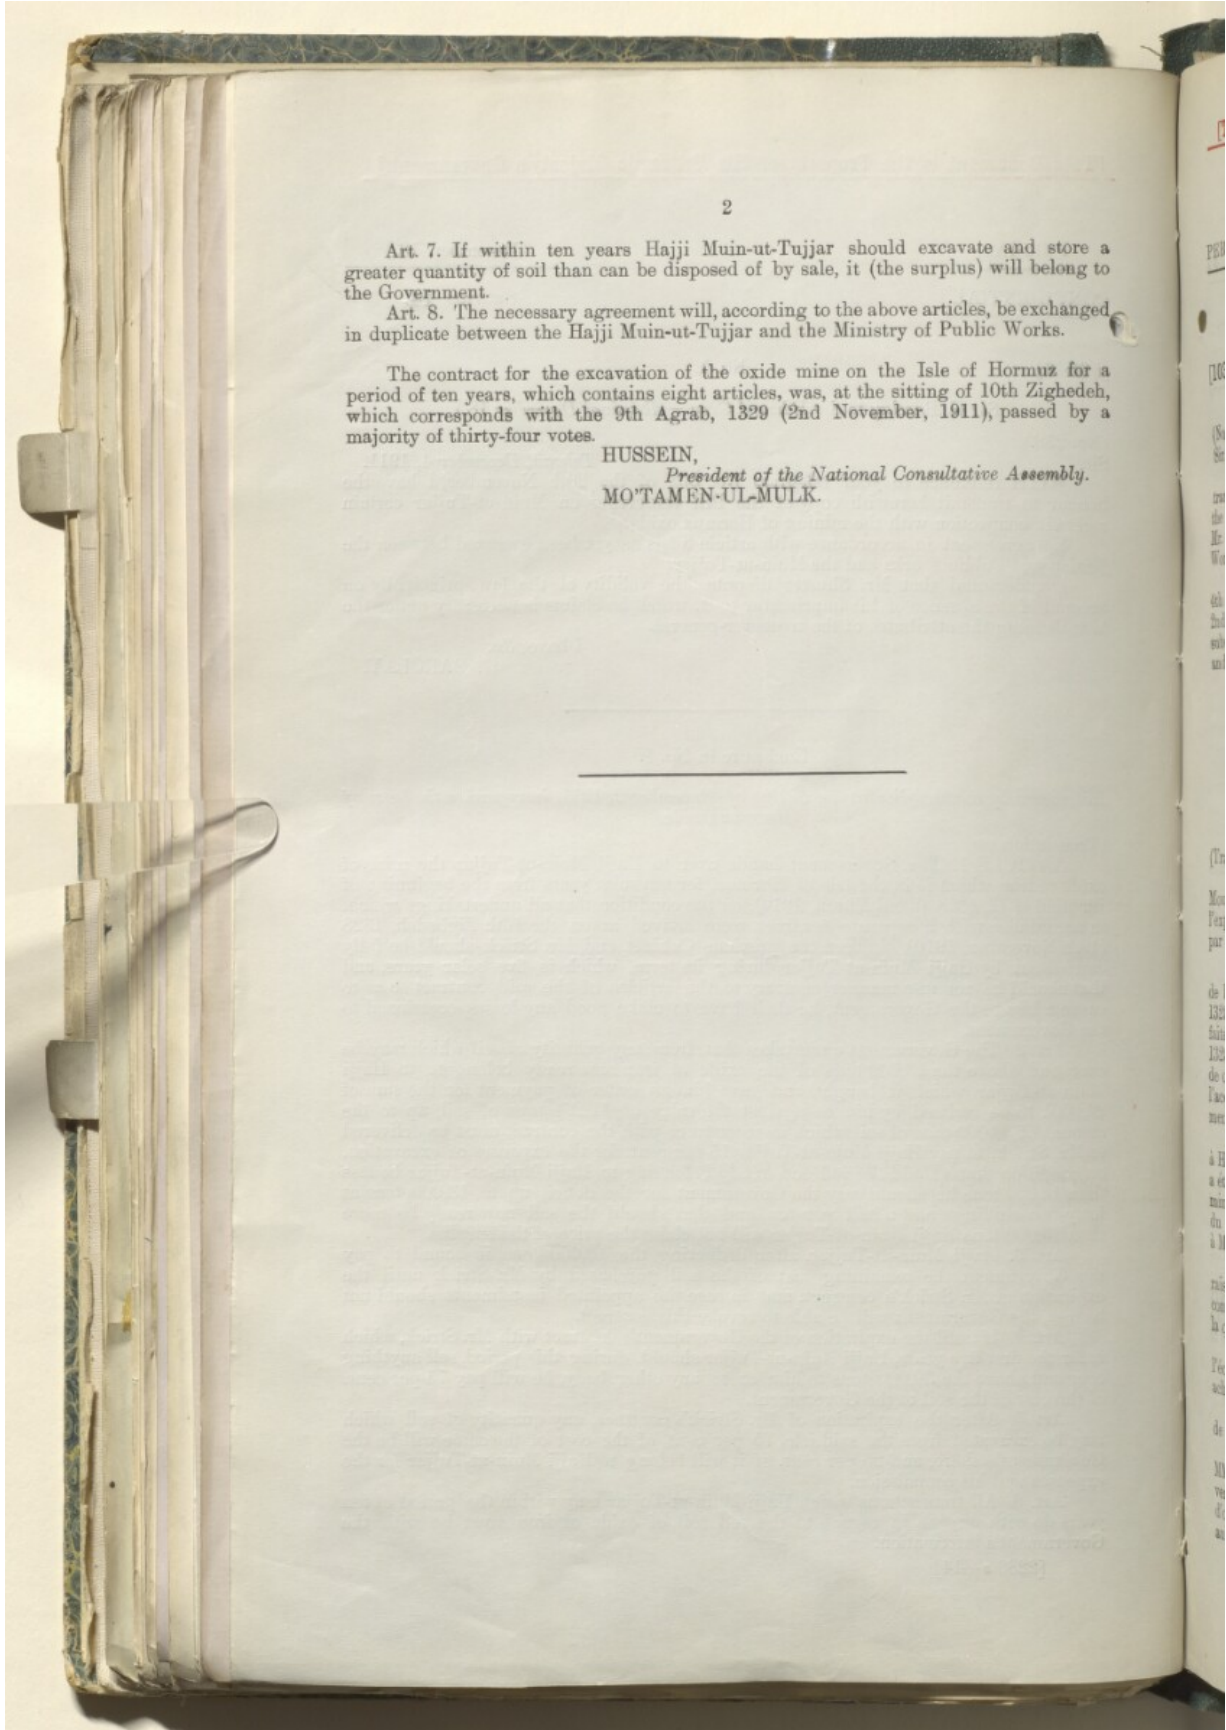 2
Art. 7. If within ten years Hajji Muin-ut-Tujjar should excavate and store a
greater quantity of soil than can be disposed of by sale, it (the surplus) will belong to
the Government.
Art. 8. The necessary agreement will, according to the above articles, be exchanged
in duplicate between the Hajji Muin-ut-Tujjar and the Ministry of Public Works.
The contract for the excavation of the oxide mine on the Isle of Hormuz for a
period of ten years, which contains eight articles, was, at the sitting of 10th Zighedeh,
which corresponds with the 9th Agrab, 1329 (2nd November, 1911), passed by a
majority of thirty-four votes.
HUSSEIN,
President of the National Consultative Assembly.
MO'TAMEN-UL-MULK.